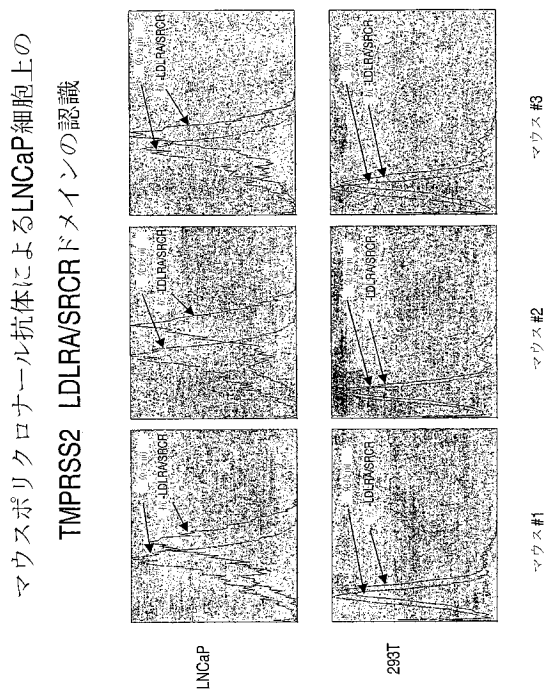 マウスポリクロナール抗体によるLNCaP細胞上の
TMPRSS2 LDLRA/SRCRドメインの認識
LNCaP
-LDLRA/SRCR
-LDLRA/SRCR
-LDLRA/SRCR
293T
-LDLRA/SRCR
-LDLRA/SRCR
-LDLRA/SRCR
マウス#1
マウス#2
マウス#3